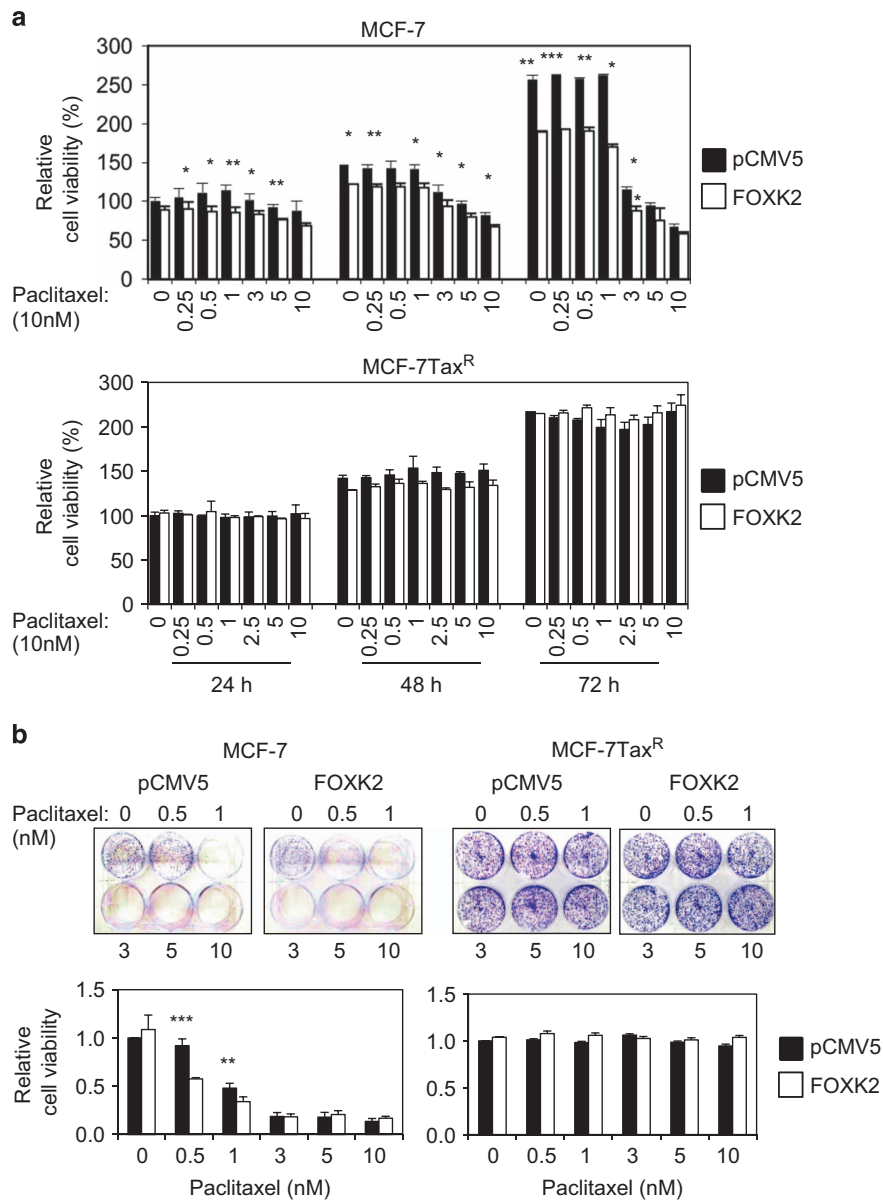 a
MCF-7
300
250
200
150
100
50
0
Relative
cell viability (%)
** *** ** *
* ** * * * *
* * ** * **
* *
pCMV5
FOXK2
Paclitaxel:
(10nM)
0 0.25 0.5 1 3 5 10 0 0.25 0.5 1 3 5 10 0 0.25 0.5 1 3 5 10
MCF-7Tax^R
300
200
150
100
50
0
Relative
cell viability (%)
pCMV5
FOXK2
Paclitaxel:
(10nM)
0 0.25 0.5 1 2.5 5 10 0 0.25 0.5 1 2.5 5 10 0 0.25 0.5 1 2.5 5 10
24 h 48 h 72 h
b
MCF-7 MCF-7Tax^R
pCMV5 FOXK2 pCMV5 FOXK2
Paclitaxel: 0 0.5 1 0 0.5 1 0 0.5 1 0 0.5 1
(nM)
3 5 10 3 5 10 3 5 10 3 5 10
1.5
1.0
0.5
0.0
Relative
cell viability
*** **
0 0.5 1 3 5 10
Paclitaxel (nM)
1.5
1.0
0.5
0.0
0 0.5 1 3 5 10
Paclitaxel (nM)
pCMV5
FOXK2